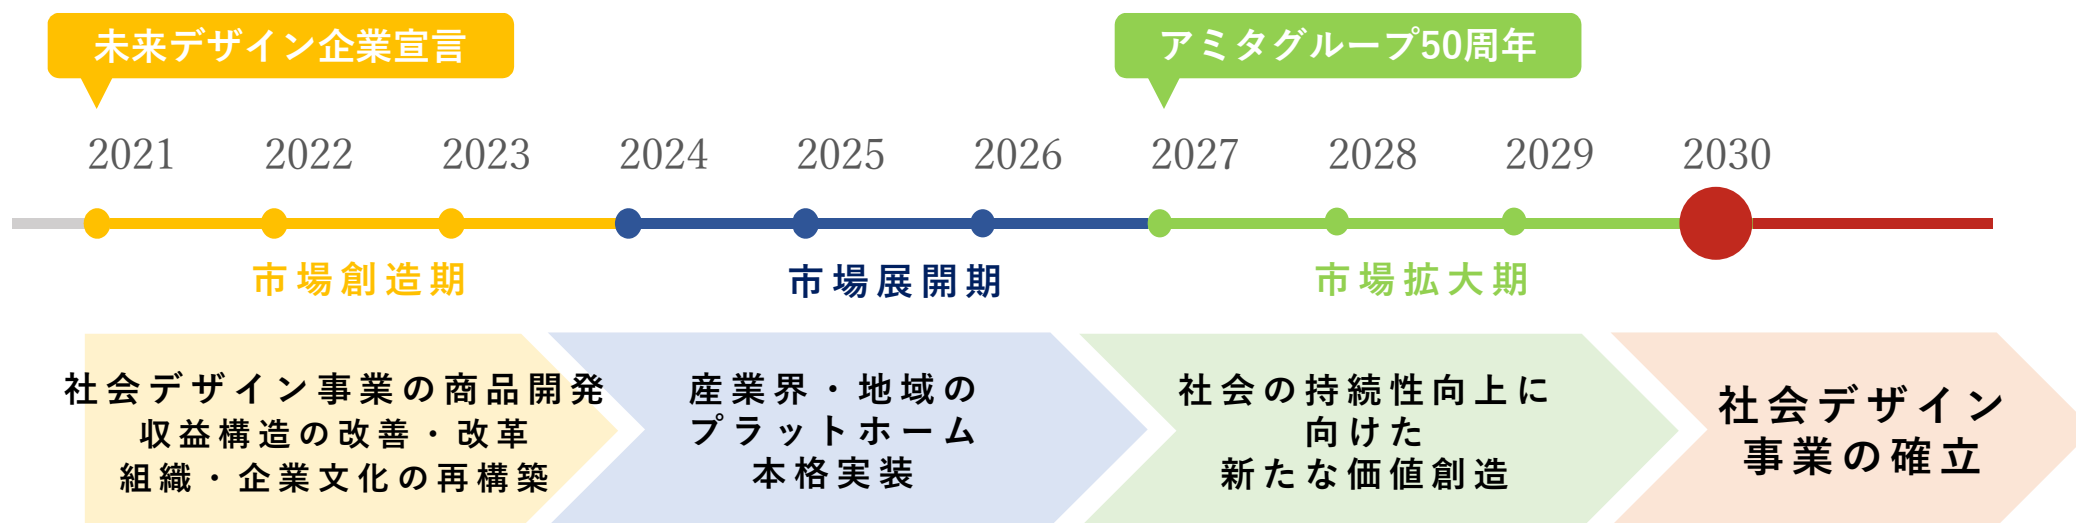 未来デザイン企業宣言
アミタグループ50周年
2021 2022 2023 2024 2025 2026 2027 2028 2029 2030
市場創造期
市場展開期
市場拡大期
社会デザイン事業の商品開発
収益構造の改善・改革
組織・企業文化の再構築
産業界・地域の
プラットホーム
本格実装
社会の持続性向上に
向けた
新たな価値創造
社会デザイン
事業の確立